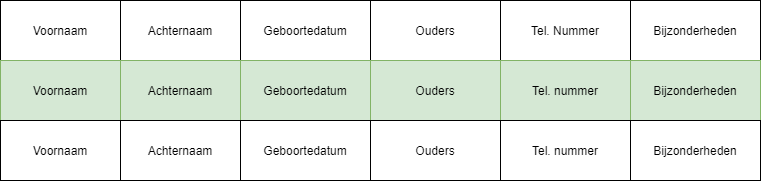 Voornaam Achternaam Geboortedatum Ouders Tel. Nummer Bijzonderheden
Voornaam Achternaam Geboortedatum Ouders Tel. nummer Bijzonderheden
Voornaam Achternaam Geboortedatum Ouders Tel. nummer Bijzonderheden